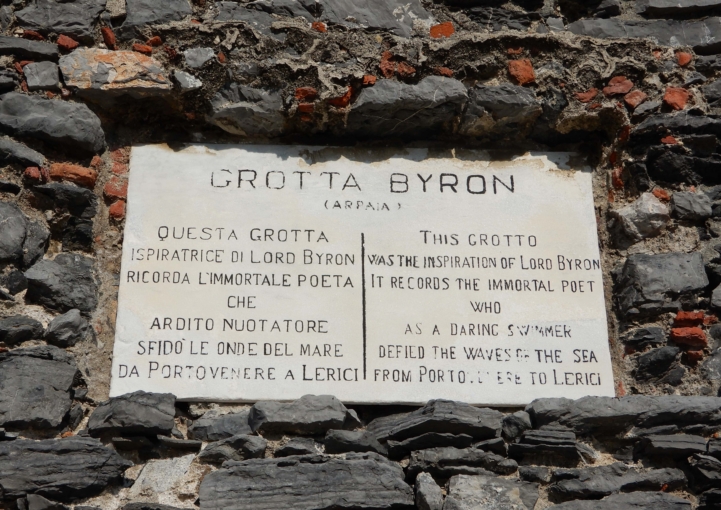 GROTTA BYRON
(ARPAIA)
QUESTA GROTTA
ISPIRATRICE DI LORD BYRON
RICORDA L'IMMORTALE POETA
CHE
ARDITO NUOTATORE
SFIDÒ LE ONDE DEL MARE
DA PORTOVENERE A LERICI
THIS GROTTO
WAS THE INSPIRATION OF LORD BYRON
IT RECORDS THE IMMORTAL POET
WHO
AS A DARING SWIMMER
DEFIED THE WAVES OF THE SEA
FROM PORTOVENERE TO LERICI